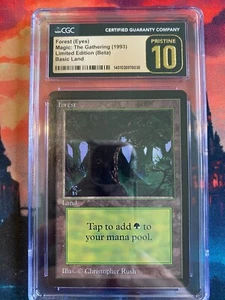 CGC
CERTIFIED GUARANTY COMPANY
Forest (Eyes)
Magic: The Gathering (1993)
Limited Edition (Beta)
Basic Land
PRISTINE
10
Forest
Land
Tap to add to
your mana pool.
Illus. © Christopher Rush